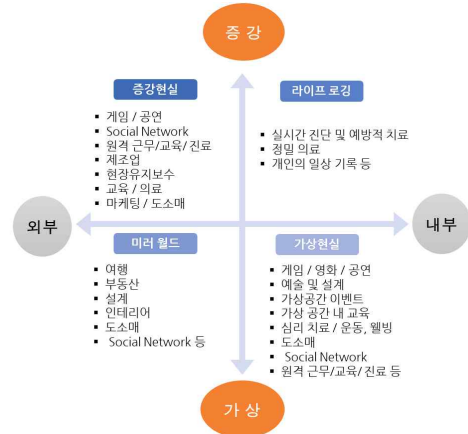 증 강
증강현실
▪ 게임 / 공연
▪ Social Network
▪ 원격 근무/교육/ 진료
▪ 제조업
▪ 현장유지보수
▪ 교육 / 의료
▪ 마케팅 / 도소매
라이프 로깅
▪ 실시간 진단 및 예방적 치료
▪ 정밀 의료
▪ 개인의 일상 기록 등
외부
내부
미러 월드
▪ 여행
▪ 부동산
▪ 설계
▪ 인테리어
▪ 도소매
▪ Social Network 등
가상현실
▪ 게임 / 영화 / 공연
▪ 예술 및 설계
▪ 가상공간 이벤트
▪ 가상 공간 내 교육
▪ 심리 치료 / 운동, 웰빙
▪ 도소매
▪ Social Network
▪ 원격 근무/교육/ 진료 등
가 상